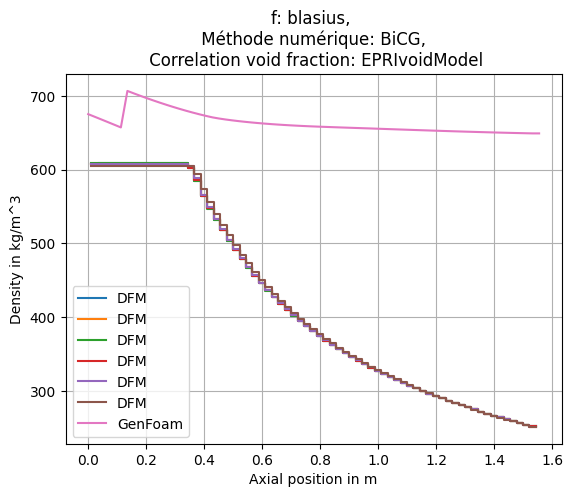 f: blasius,
Méthode numérique: BiCG,
Correlation void fraction: EPRIvoidModel
700
600
500
400
300
Density in kg/m^3
DFM
DFM
DFM
DFM
DFM
DFM
GenFoam
0.0 0.2 0.4 0.6 0.8 1.0 1.2 1.4 1.6
Axial position in m